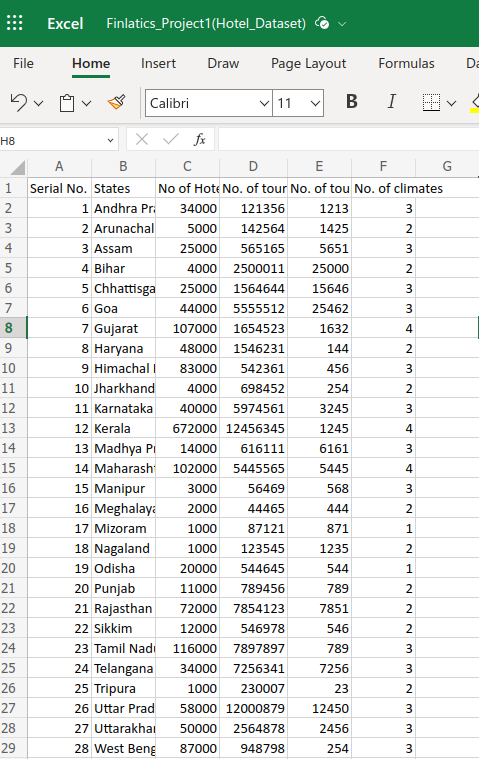 Excel Finlatics_Project1(Hotel_Dataset)
File Home Insert Draw Page Layout Formulas Da
Calibri 11 B I
H8 fx
A B C D E F G
1 Serial No. States No of Hote No. of tour No. of tou No. of climates
2 1 Andhra Pra 34000 121356 1213 3
3 2 Arunachal 5000 142564 1425 2
4 3 Assam 25000 565165 5651 3
5 4 Bihar 4000 2500011 25000 2
6 5 Chhattisga 25000 1564644 15646 3
7 6 Goa 44000 5555512 25462 3
8 7 Gujarat 107000 1654523 1632 4
9 8 Haryana 48000 1546231 144 2
10 9 Himachal 83000 542361 456 3
11 10 Jharkhand 4000 698452 254 2
12 11 Karnataka 40000 5974561 3245 3
13 12 Kerala 672000 12456345 1245 4
14 13 Madhya Pr 14000 616111 6161 3
15 14 Maharasht 102000 5445565 5445 4
16 15 Manipur 3000 56469 568 3
17 16 Meghalaya 2000 44465 444 2
18 17 Mizoram 1000 87121 871 1
19 18 Nagaland 1000 123545 1235 2
20 19 Odisha 20000 544645 544 1
21 20 Punjab 11000 789456 789 2
22 21 Rajasthan 72000 7854123 7851 2
23 22 Sikkim 12000 546978 546 2
24 23 Tamil Nadu 116000 7897897 789 3
25 24 Telangana 34000 7256341 7256 3
26 25 Tripura 1000 230007 23 2
27 26 Uttar Prad 58000 12000879 12450 3
28 27 Uttarakhan 50000 2564878 2456 3
29 28 West Beng 87000 948798 254 3